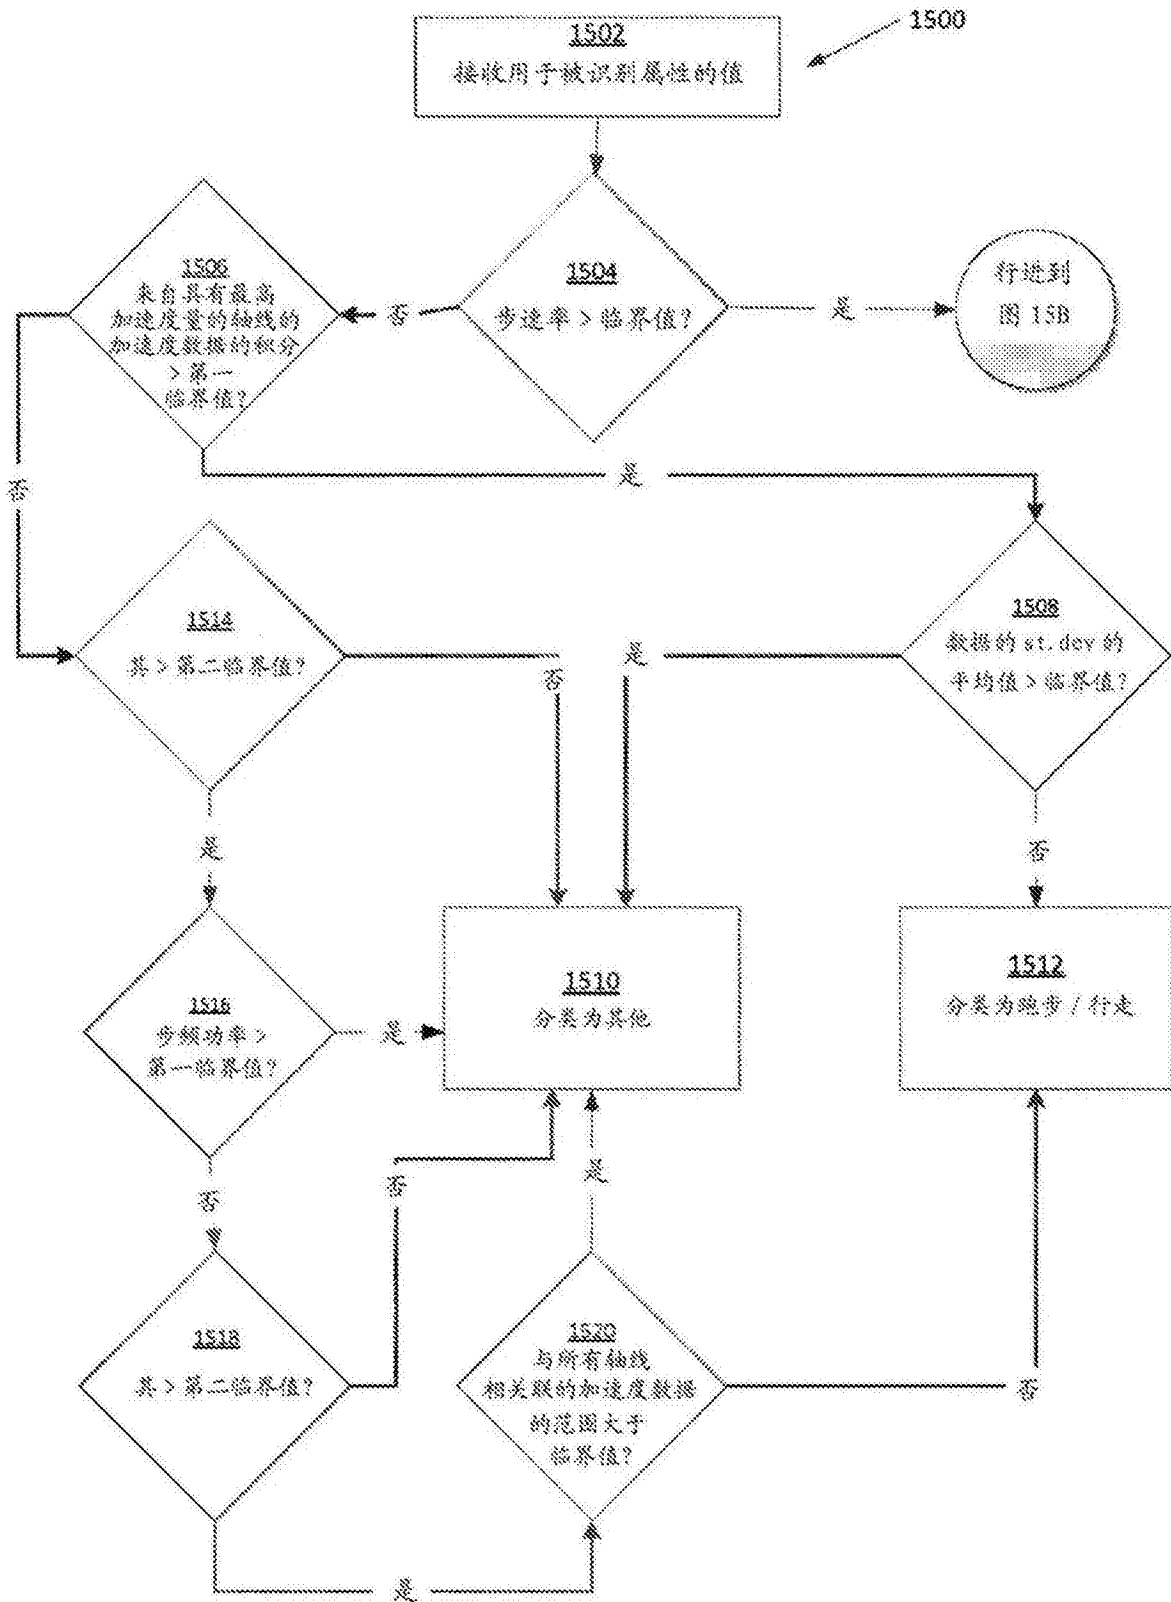 1500
1502
接收用于被识别属性的值
1504
步速率>临界值?
是
行进到
图 15B
否
1506
来自具有最高
加速度量的轴线的
加速度数据的积分
>第一
临界值?
是
否
1508
数据的 st.dev 的
平均值>临界值?
是
否
1514
其>第二临界值?
否
是
1510
分类为其他
1512
分类为跑步/行走
1516
步频功率>
第一临界值?
是
否
1518
其>第二临界值?
否
是
1520
与所有轴线
相关联的加速度数据
的范围大于
临界值?
是
否